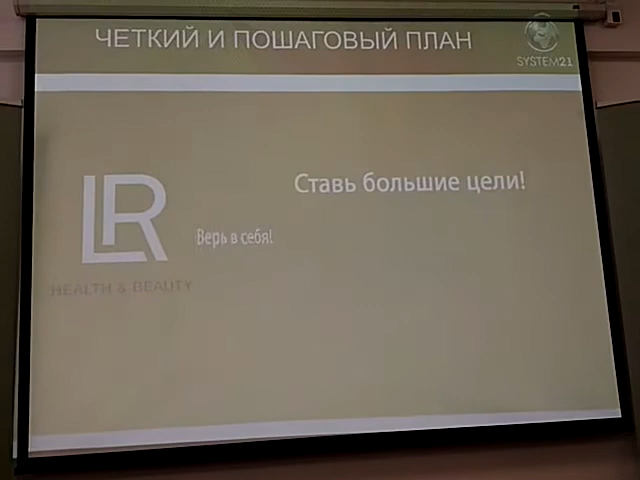 ЧЕТКИЙ И ПОШАГОВЫЙ ПЛАН
SYSTEM21
Ставь большие цели!
LR
Верь в себя!
HEALTH & BEAUTY